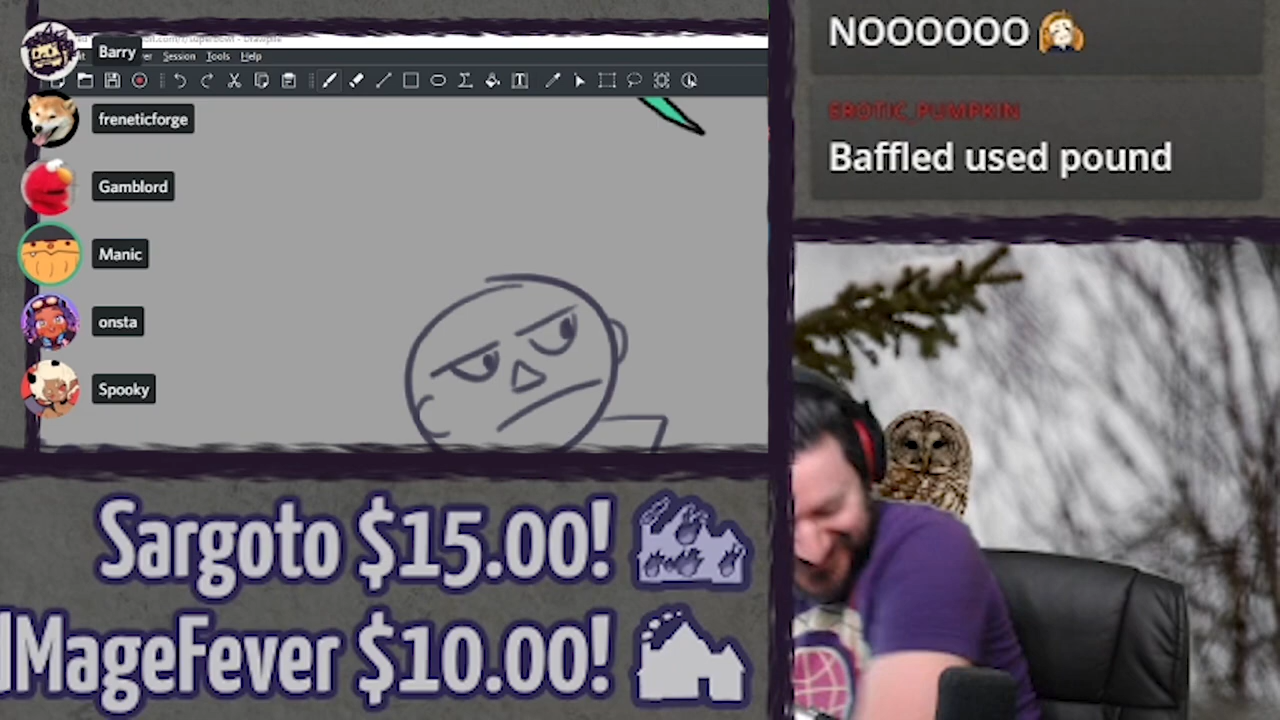 Barry
Session Tools Help
freneticforge
Gamblord
Manic
onsta
Spooky
NOOOOOO
EROTIC_PUMPKIN
Baffled used pound
Sargoto $15.00!
MageFever $10.00!